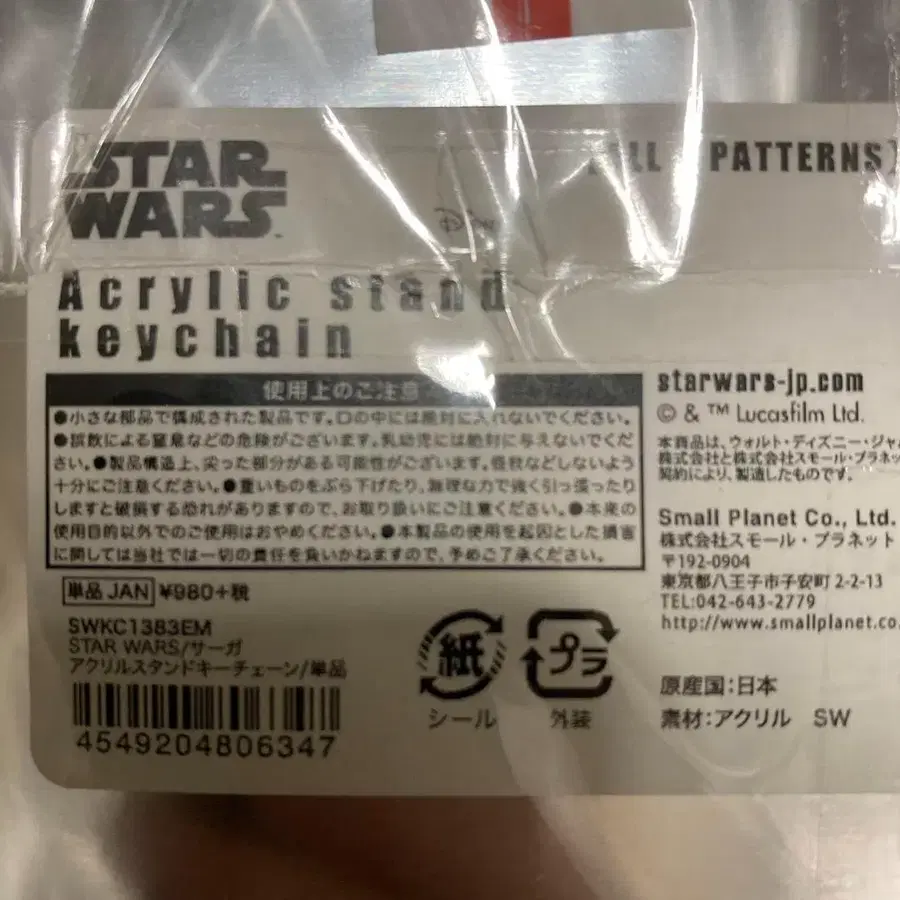 STAR
WARS
PATTERNS]
Acrylic stand
keychain
使用上のご注意
●小さな部品で構成された製品です。口の中には絶対に入れないでください。
●誤飲による窒息などの危険がございます。乳幼児には絶対に与えないでくだ
さい。●製品構造上、尖った部分がある可能性がございます。怪我などしないよう
十分にご注意ください。●重いものをぶら下げたり、無理な力で強く引っ張ったり
しますと破損する恐れがありますので、お取り扱いにご注意ください。●本来の
使用目的以外でのご使用はおやめください。●本製品の使用を起因とした損害
に関しては当社では一切の責任を負いかねますので、予めご了承ください。
単品 JAN ¥980+税
SWKC1383EM
STAR WARS/サーガ
アクリルスタンドキーチェーン/単品
4549204806347
紙
シール
プラ
外装
starwars-jp.com
© & ™ Lucasfilm Ltd.
本商品は、ウォルト・ディズニー・ジャ
株式会社と株式会社スモール・プラネッ
契約により、製造したものです。
Small Planet Co., Ltd.
株式会社スモール・プラネット
〒192-0904
東京都八王子市子安町 2-2-13
TEL:042-643-2779
http://www.smallplanet.co.
原産国:日本
素材:アクリル SW